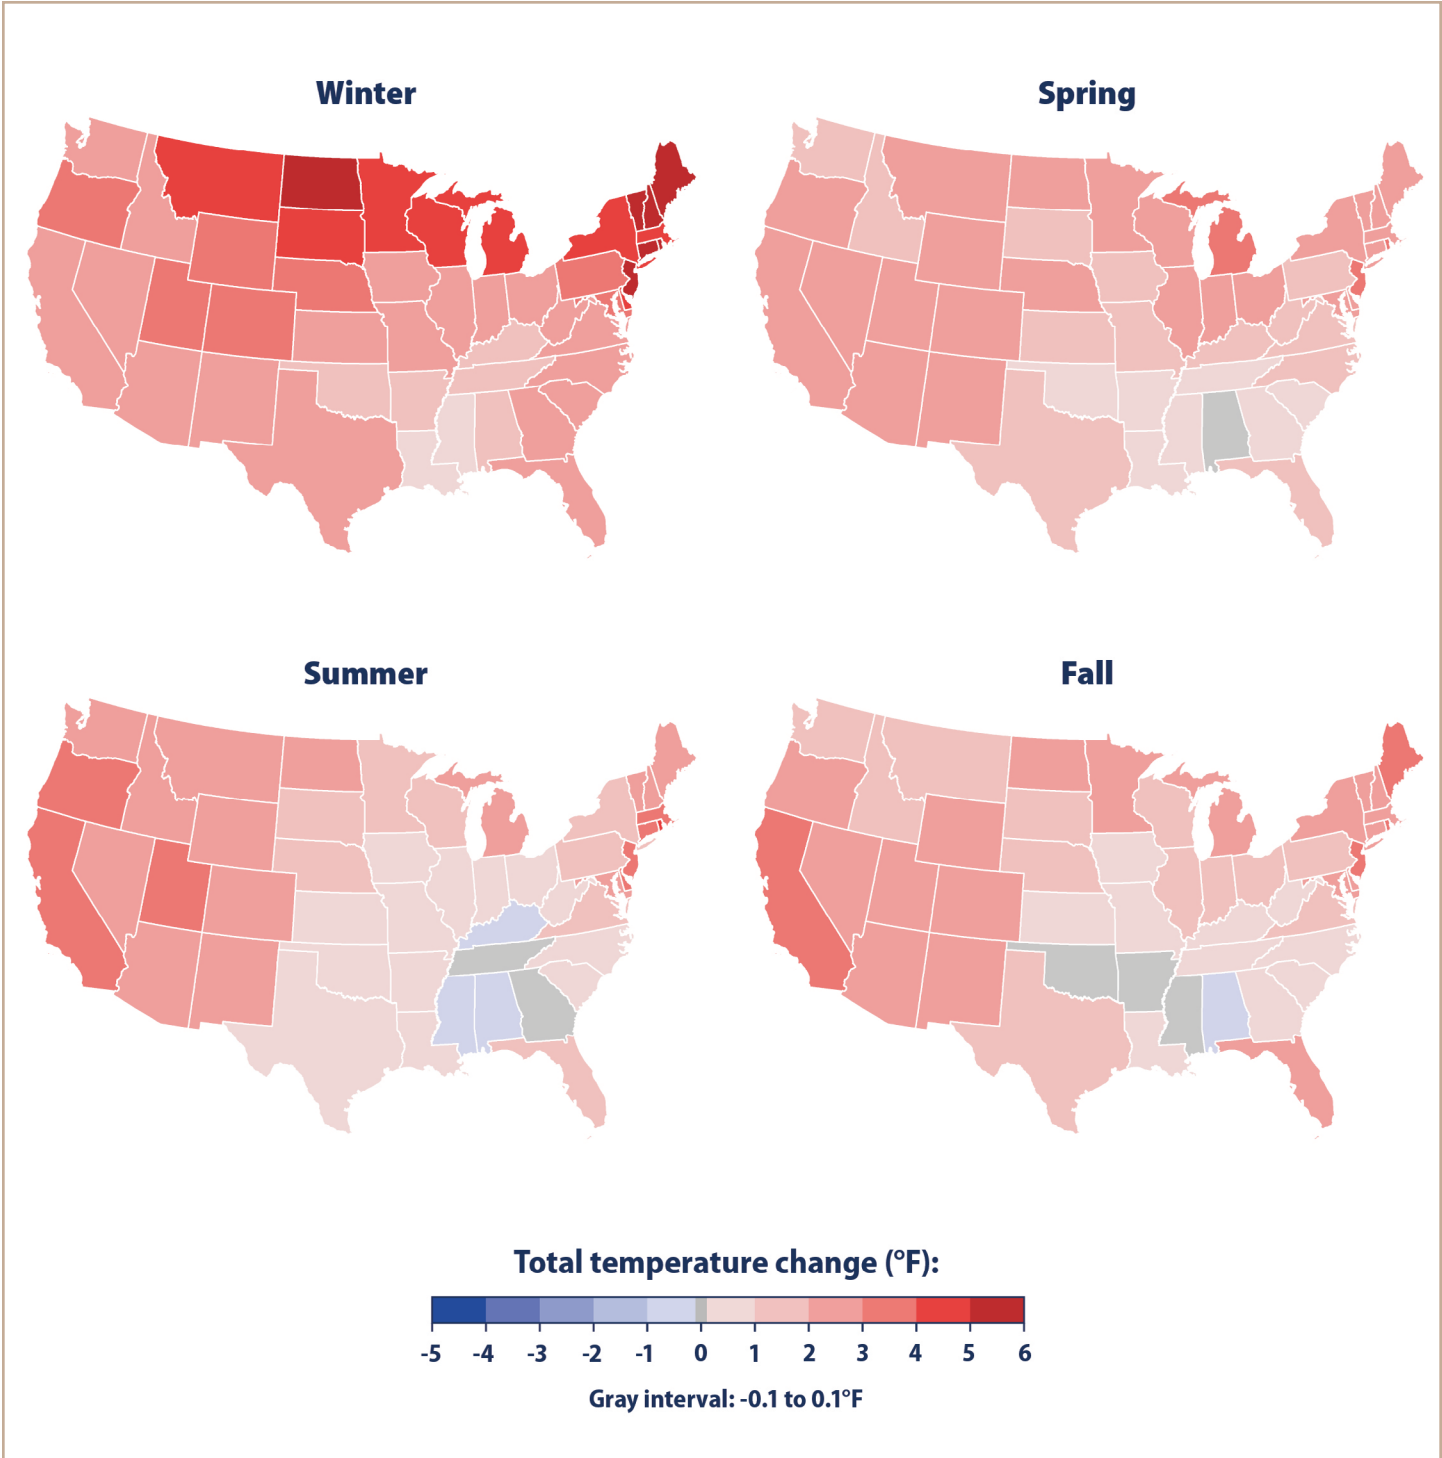 Winter
Spring
Summer
Fall
Total temperature change (°F):
-5 -4 -3 -2 -1 0 1 2 3 4 5 6
Gray interval: -0.1 to 0.1°F